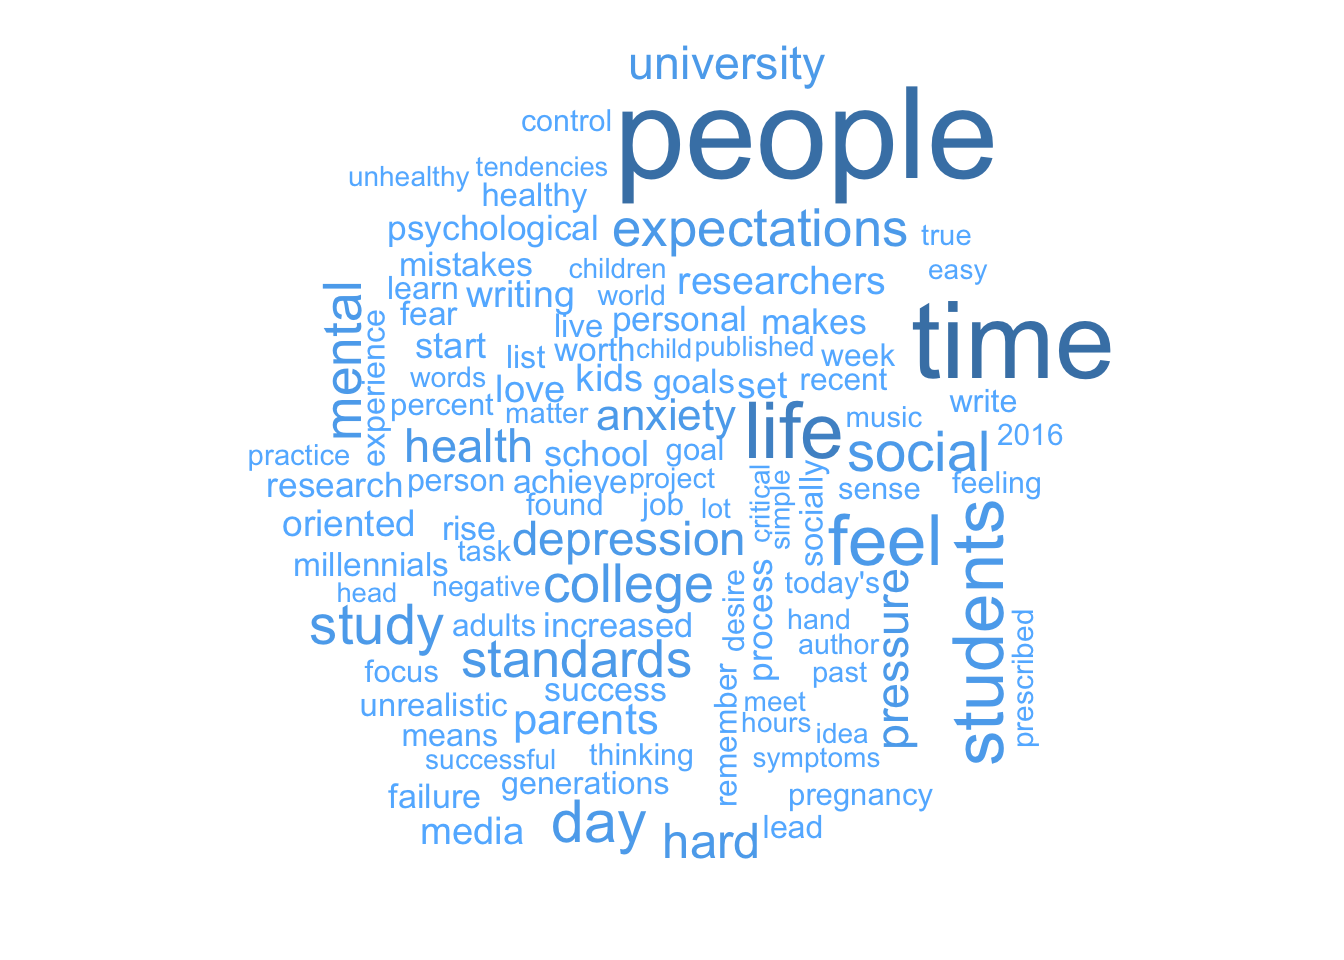 university
control
people
tendencies
unhealthy
healthy
psychological
expectations
true
mistakes
children
researchers
easy
learn
writing
world
mental
experience
fear
live
personal
makes
time
start
list
worth
child
published
week
words
love
kids
goals
set
recent
percent
matter
anxiety
life
music
write
health
school
goal
social
2016
practice
research
person
achieve
project
critical
simple
socially
sense
feeling
found
job
lot
oriented
rise
task
depression
feel
students
millennials
head
negative
college
desire
process
today's
pressure
study
adults
increased
hand
author
prescribed
standards
focus
past
success
remember
meet
unrealistic
parents
hours
idea
means
successful
thinking
symptoms
generations
failure
pregnancy
media
day
hard
lead